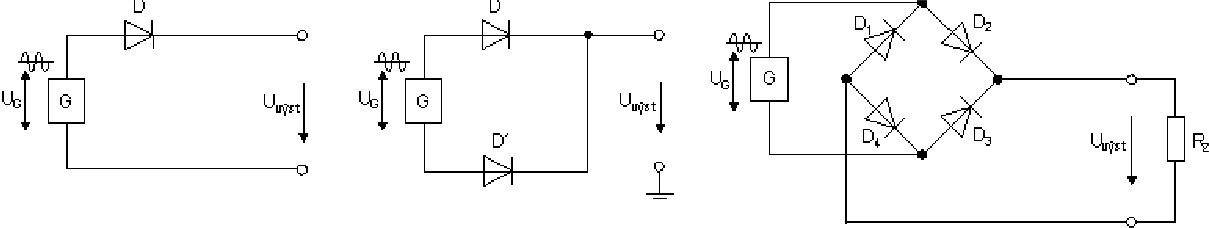 D
U_G
G
U_výst
D
U_G
G
U_výst
D'
D_1
D_2
U_G
G
D_4
D_3
U_výst
R_Z